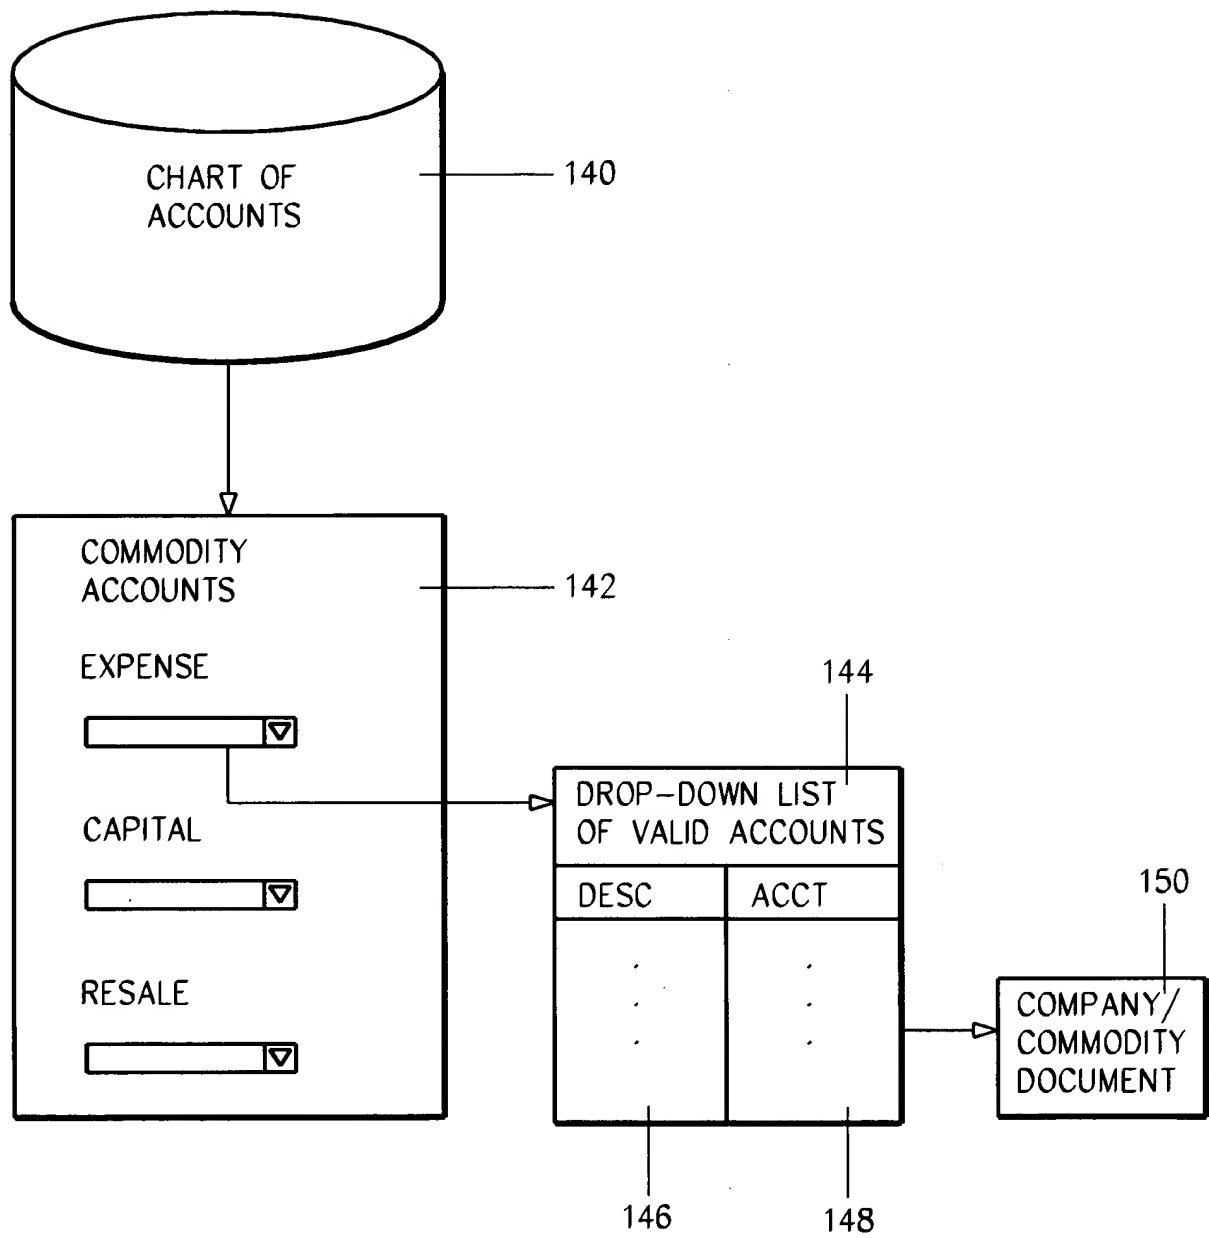 CHART OF
ACCOUNTS
140
COMMODITY
ACCOUNTS
142
EXPENSE
CAPITAL
RESALE
144
DROP-DOWN LIST
OF VALID ACCOUNTS
DESC ACCT
146
148
150
COMPANY/
COMMODITY
DOCUMENT